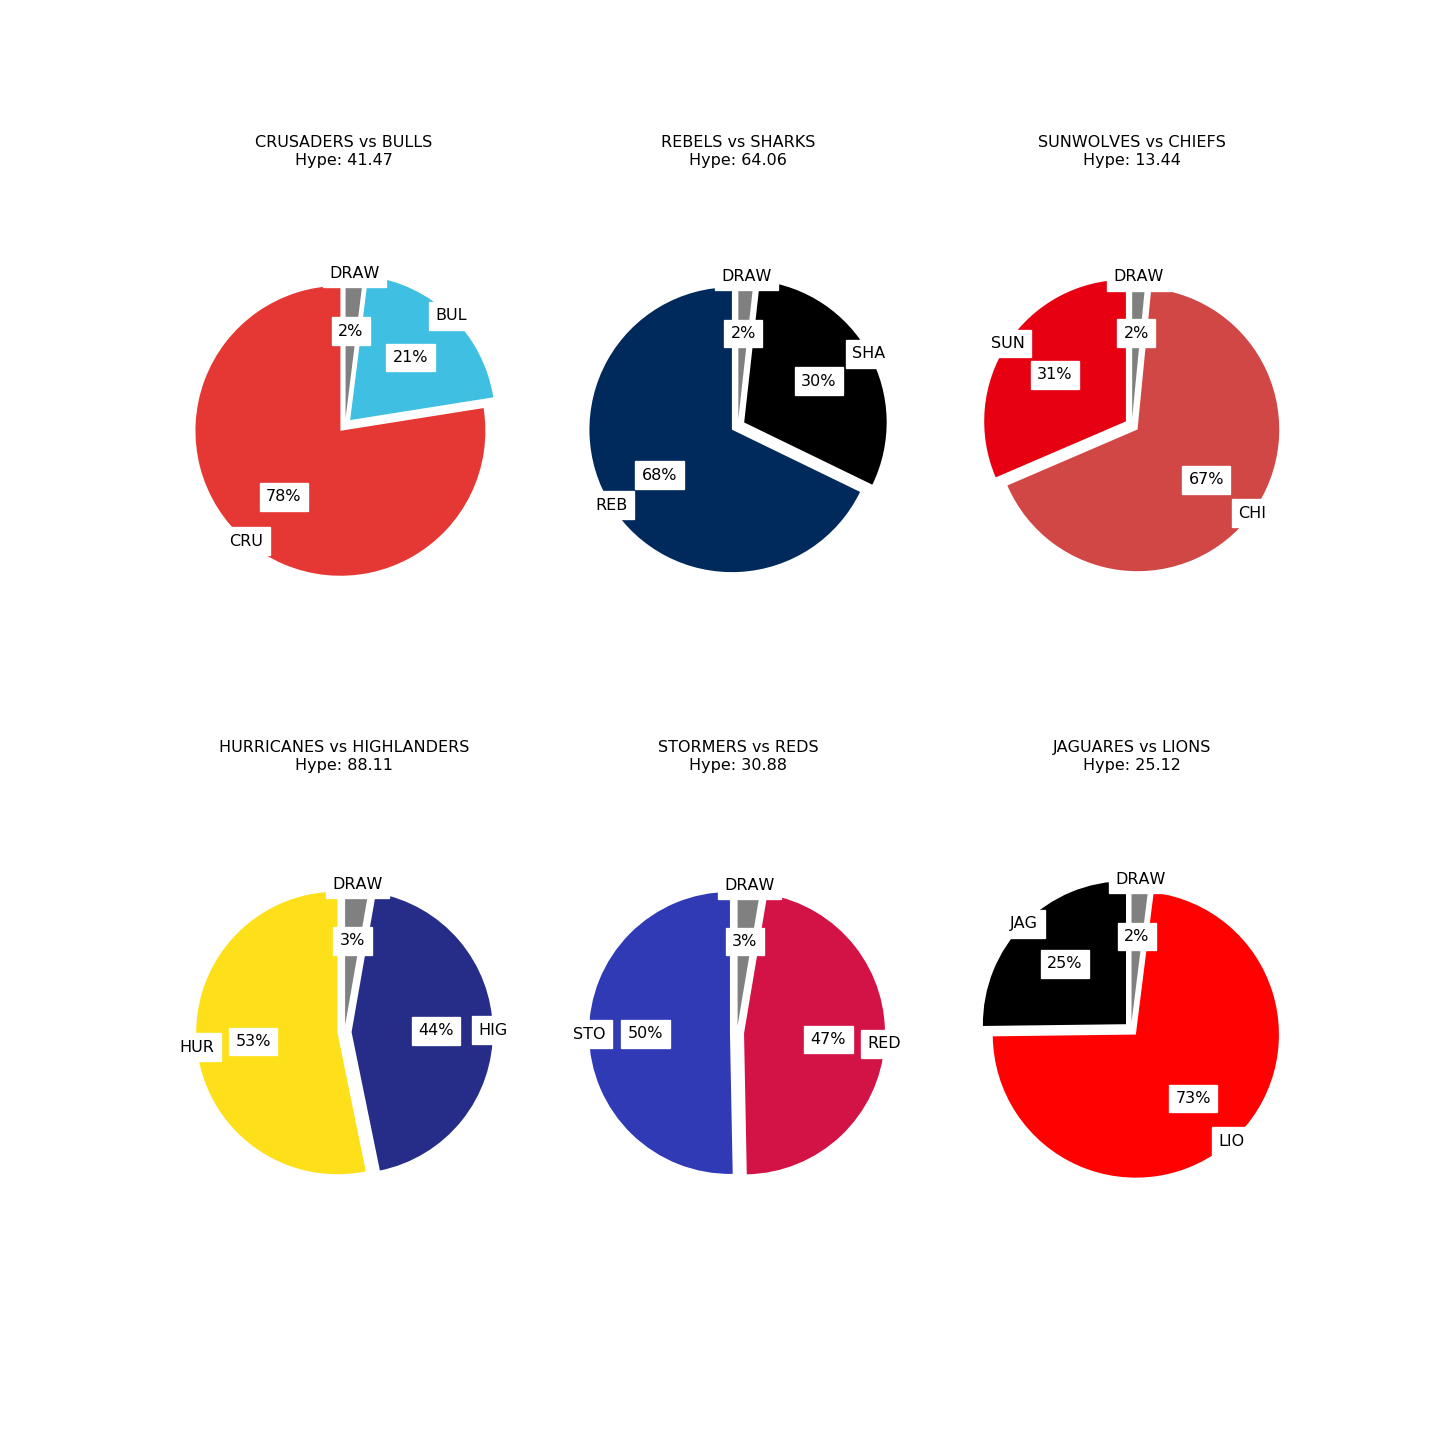 CRUSADERS vs BULLS
Hype: 41.47
DRAW
BUL
2%
21%
78%
CRU
REBELS vs SHARKS
Hype: 64.06
DRAW
SHA
2%
30%
68%
REB
SUNWOLVES vs CHIEFS
Hype: 13.44
DRAW
SUN
2%
31%
67%
CHI
HURRICANES vs HIGHLANDERS
Hype: 88.11
DRAW
3%
HIG
44%
53%
HUR
STORMERS vs REDS
Hype: 30.88
DRAW
3%
STO
50%
47%
RED
JAGUARES vs LIONS
Hype: 25.12
DRAW
JAG
2%
25%
73%
LIO